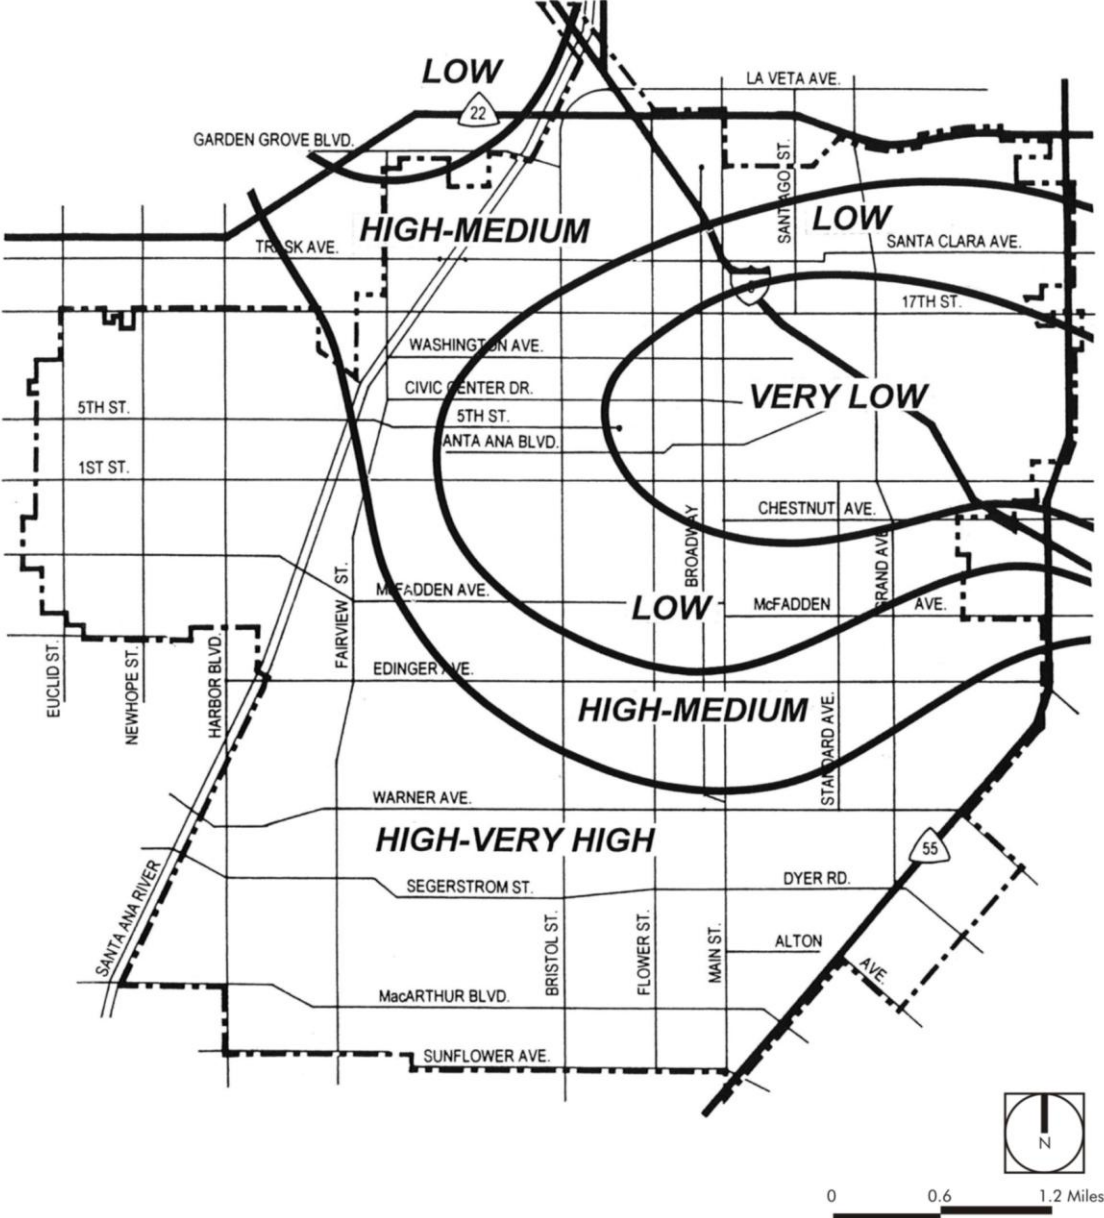 LA VETA AVE.
LOW
22
GARDEN GROVE BLVD.
SANTIAGO ST.
HIGH-MEDIUM
LOW
TRASK AVE.
SANTA CLARA AVE.
17TH ST.
WASHINGTON AVE.
CIVIC CENTER DR.
VERY LOW
5TH ST.
5TH ST.
ANTA ANA BLVD.
1ST ST.
CHESTNUT AVE.
BROADWAY
GRAND AVE.
FAIRVIEW ST.
McFADDEN AVE.
LOW
McFADDEN AVE.
EUCLID ST.
NEWHOPE ST.
HARBOR BLVD.
EDINGER AVE.
HIGH-MEDIUM
STANDARD AVE.
WARNER AVE.
HIGH-VERY HIGH
55
SANTA ANA RIVER
SEGERSTROM ST.
DYER RD.
BRISTOL ST.
FLOWER ST.
MAIN ST.
ALTON AVE.
MacARTHUR BLVD.
SUNFLOWER AVE.
N
0 0.6 1.2 Miles